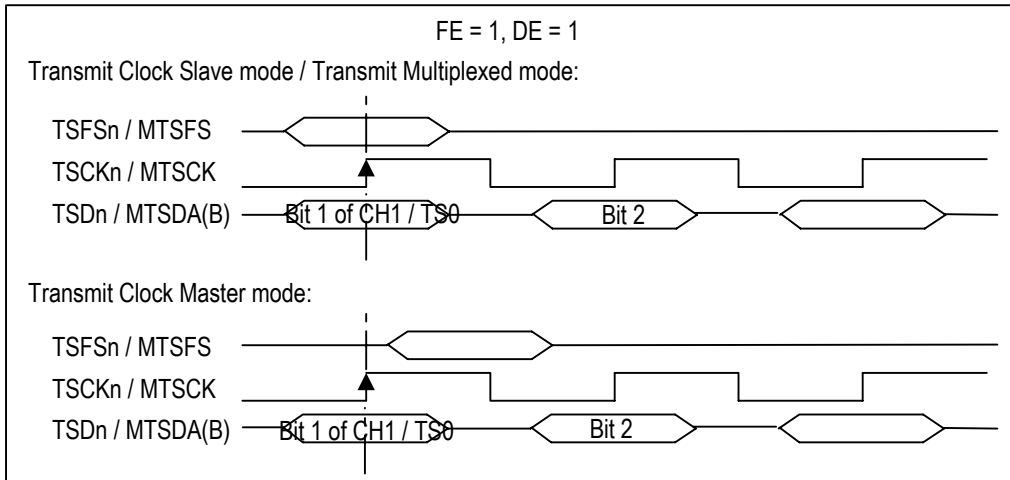 FE = 1, DE = 1
Transmit Clock Slave mode / Transmit Multiplexed mode:
TSFSn / MTSFS
TSCKn / MTSCK
TSDn / MTSDA(B) Bit 1 of CH1 / TS0 Bit 2
Transmit Clock Master mode:
TSFSn / MTSFS
TSCKn / MTSCK
TSDn / MTSDA(B) Bit 1 of CH1 / TS0 Bit 2